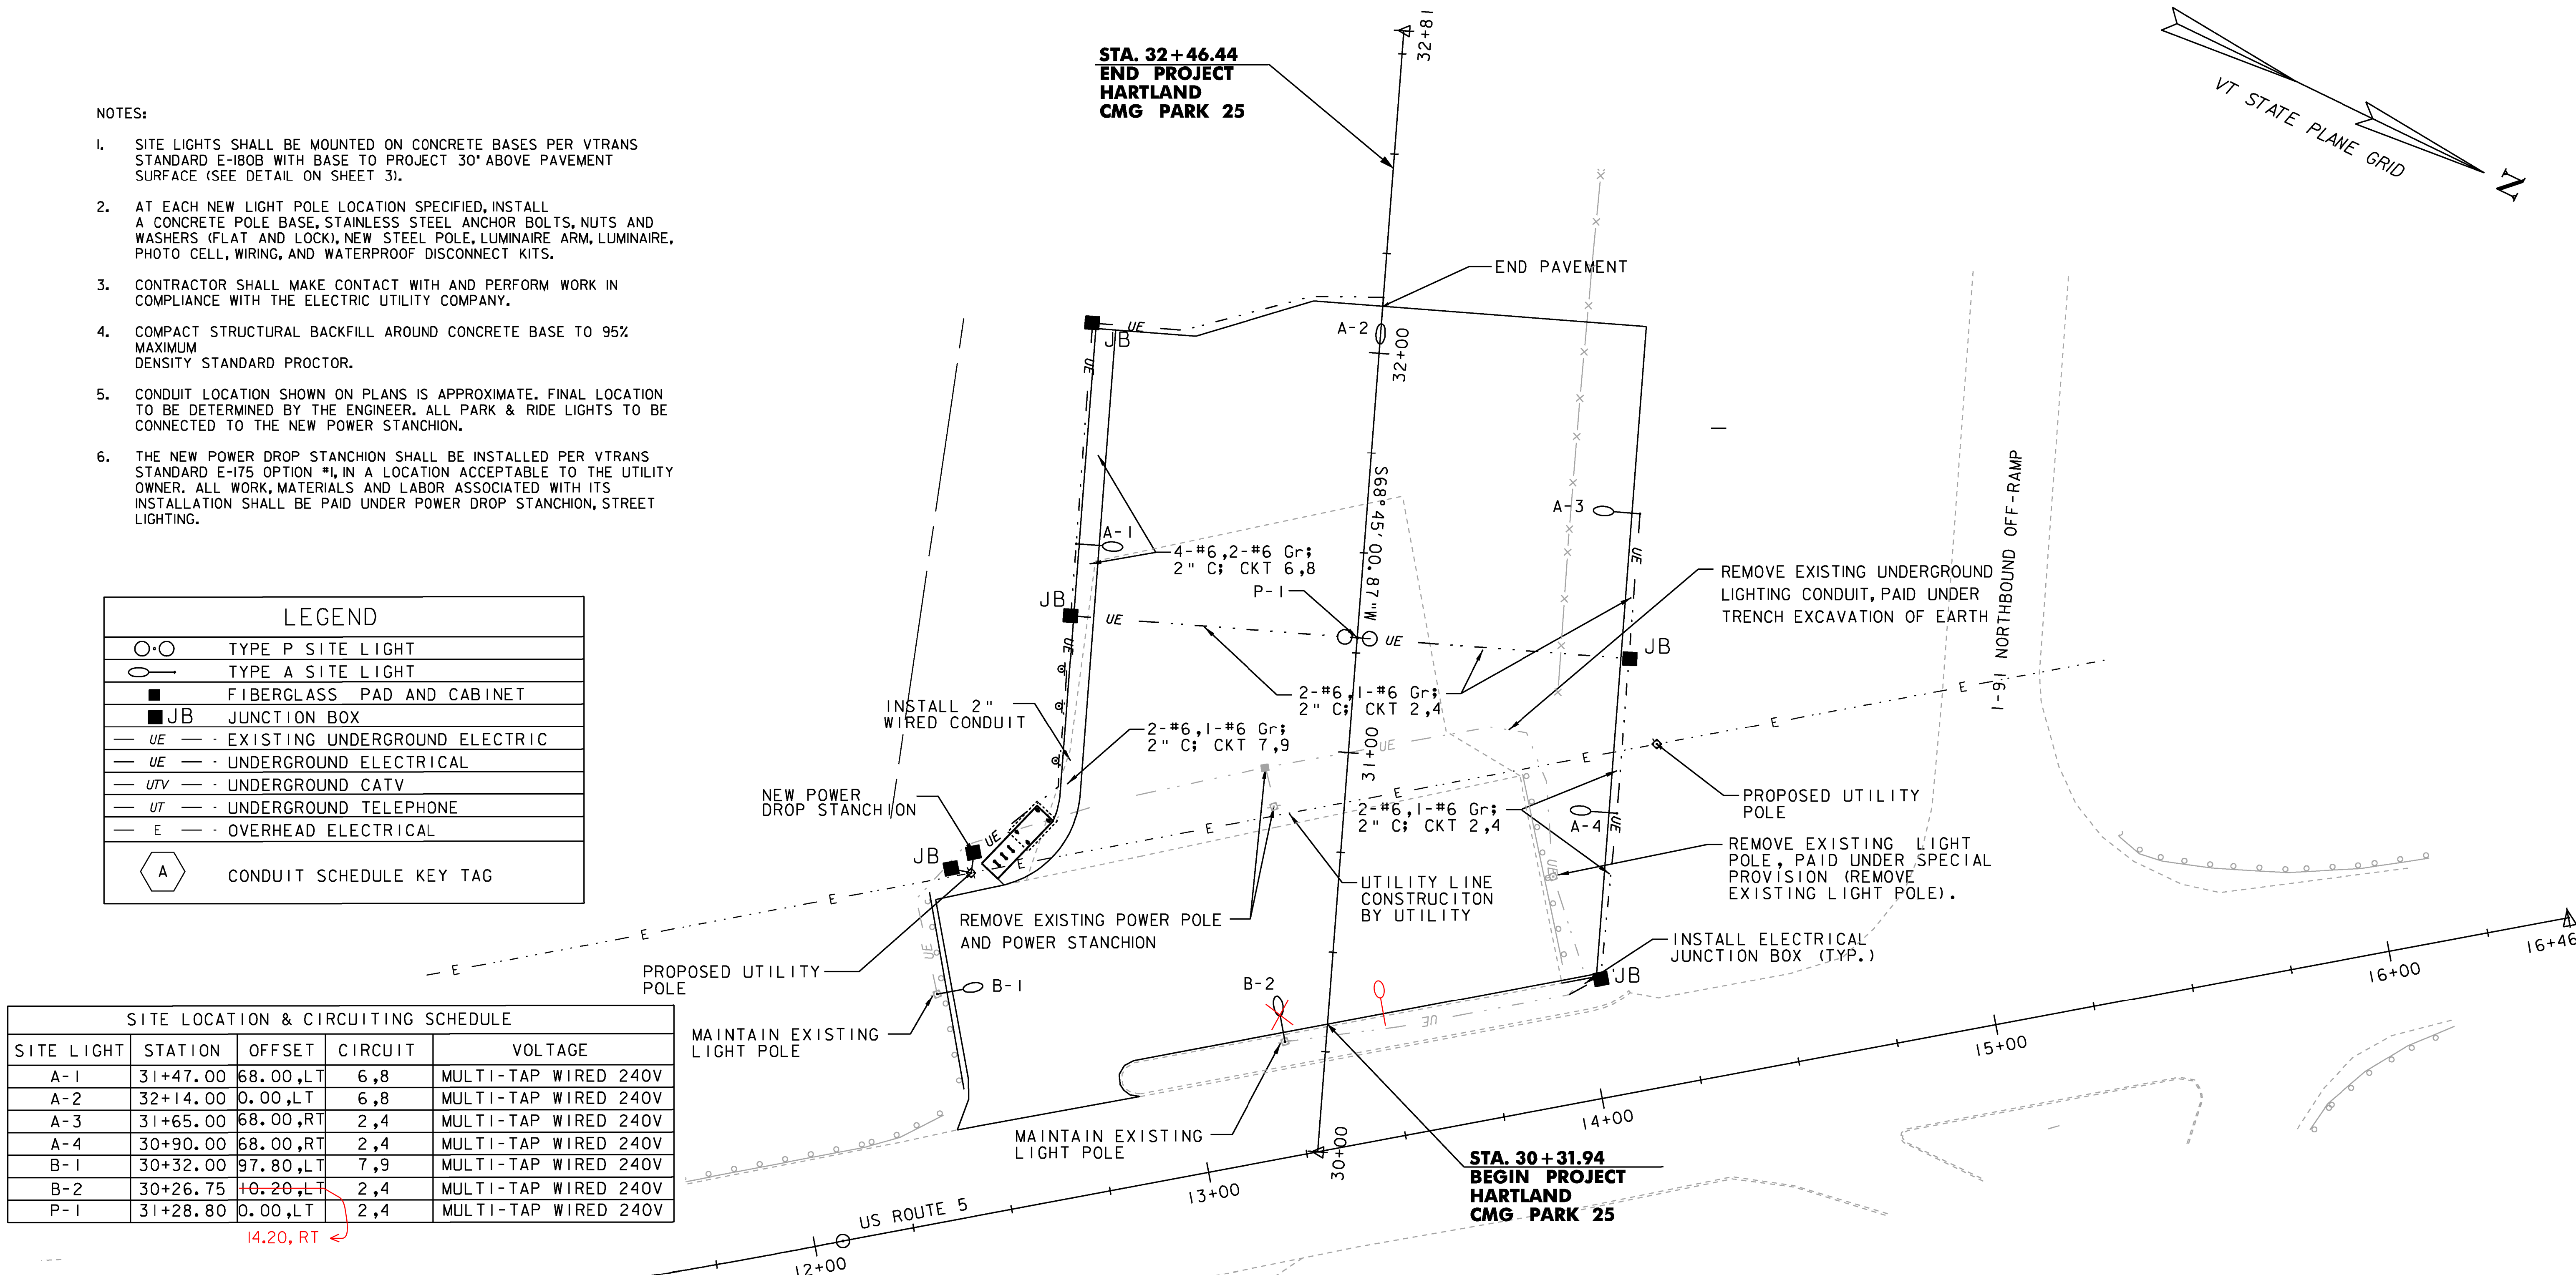 NOTES:
1. SITE LIGHTS SHALL BE MOUNTED ON CONCRETE BASES PER VTRANS
STANDARD E-180B WITH BASE TO PROJECT 30" ABOVE PAVEMENT
SURFACE (SEE DETAIL ON SHEET 3).
2. AT EACH NEW LIGHT POLE LOCATION SPECIFIED, INSTALL
A CONCRETE POLE BASE, STAINLESS STEEL ANCHOR BOLTS, NUTS AND
WASHERS (FLAT AND LOCK), NEW STEEL POLE, LUMINAIRE ARM, LUMINAIRE,
PHOTO CELL, WIRING, AND WATERPROOF DISCONNECT KITS.
3. CONTRACTOR SHALL MAKE CONTACT WITH AND PERFORM WORK IN
COMPLIANCE WITH THE ELECTRIC UTILITY COMPANY.
4. COMPACT STRUCTURAL BACKFILL AROUND CONCRETE BASE TO 95%
MAXIMUM
DENSITY STANDARD PROCTOR.
5. CONDUIT LOCATION SHOWN ON PLANS IS APPROXIMATE. FINAL LOCATION
TO BE DETERMINED BY THE ENGINEER. ALL PARK & RIDE LIGHTS TO BE
CONNECTED TO THE NEW POWER STANCHION.
6. THE NEW POWER DROP STANCHION SHALL BE INSTALLED PER VTRANS
STANDARD E-175 OPTION #1, IN A LOCATION ACCEPTABLE TO THE UTILITY
OWNER. ALL WORK, MATERIALS AND LABOR ASSOCIATED WITH ITS
INSTALLATION SHALL BE PAID UNDER POWER DROP STANCHION, STREET
LIGHTING.
LEGEND
TYPE P SITE LIGHT
TYPE A SITE LIGHT
FIBERGLASS PAD AND CABINET
JB JUNCTION BOX
UE EXISTING UNDERGROUND ELECTRIC
UE UNDERGROUND ELECTRICAL
UTV UNDERGROUND CATV
UT UNDERGROUND TELEPHONE
E OVERHEAD ELECTRICAL
A CONDUIT SCHEDULE KEY TAG
SITE LOCATION & CIRCUITING SCHEDULE
SITE LIGHT STATION OFFSET CIRCUIT VOLTAGE
A-1 31+47.00 68.00,LT 6,8 MULTI-TAP WIRED 240V
A-2 32+14.00 0.00,LT 6,8 MULTI-TAP WIRED 240V
A-3 31+65.00 68.00,RT 2,4 MULTI-TAP WIRED 240V
A-4 30+90.00 68.00,RT 2,4 MULTI-TAP WIRED 240V
B-1 30+32.00 97.80,LT 7,9 MULTI-TAP WIRED 240V
B-2 30+26.75 10.20,LT 2,4 MULTI-TAP WIRED 240V
P-1 31+28.80 0.00,LT 2,4 MULTI-TAP WIRED 240V
14.20, RT
STA. 32+46.44
END PROJECT
HARTLAND
CMG PARK 25
32+81
VT STATE PLANE GRID
N
END PAVEMENT
A-2
32+00
UE
JB
UE
S68°45'00.87"W
A-3
UE
A-1
4-#6,2-#6 Gr;
2" C; CKT 6,8
P-1
JB
UE
UE
UE
JB
REMOVE EXISTING UNDERGROUND
LIGHTING CONDUIT, PAID UNDER
TRENCH EXCAVATION OF EARTH
I-91 NORTHBOUND OFF-RAMP
2-#6,1-#6 Gr;
2" C; CKT 2,4
INSTALL 2"
WIRED CONDUIT
2-#6,1-#6 Gr;
2" C; CKT 7,9
31+00
UE
E
E
E
E
NEW POWER
DROP STANCHION
UE
JB
E
2-#6,1-#6 Gr;
2" C; CKT 2,4
A-4
UE
PROPOSED UTILITY
POLE
REMOVE EXISTING LIGHT
POLE, PAID UNDER SPECIAL
PROVISION (REMOVE
EXISTING LIGHT POLE).
UE
UTILITY LINE
CONSTRUCITON
BY UTILITY
REMOVE EXISTING POWER POLE
AND POWER STANCHION
E
E
E
UE
PROPOSED UTILITY
POLE
INSTALL ELECTRICAL
JUNCTION BOX (TYP.)
JB
B-1
B-2
UE
MAINTAIN EXISTING
LIGHT POLE
MAINTAIN EXISTING
LIGHT POLE
30+00
STA. 30+31.94
BEGIN PROJECT
HARTLAND
CMG PARK 25
US ROUTE 5
12+00
13+00
14+00
15+00
16+00
16+46